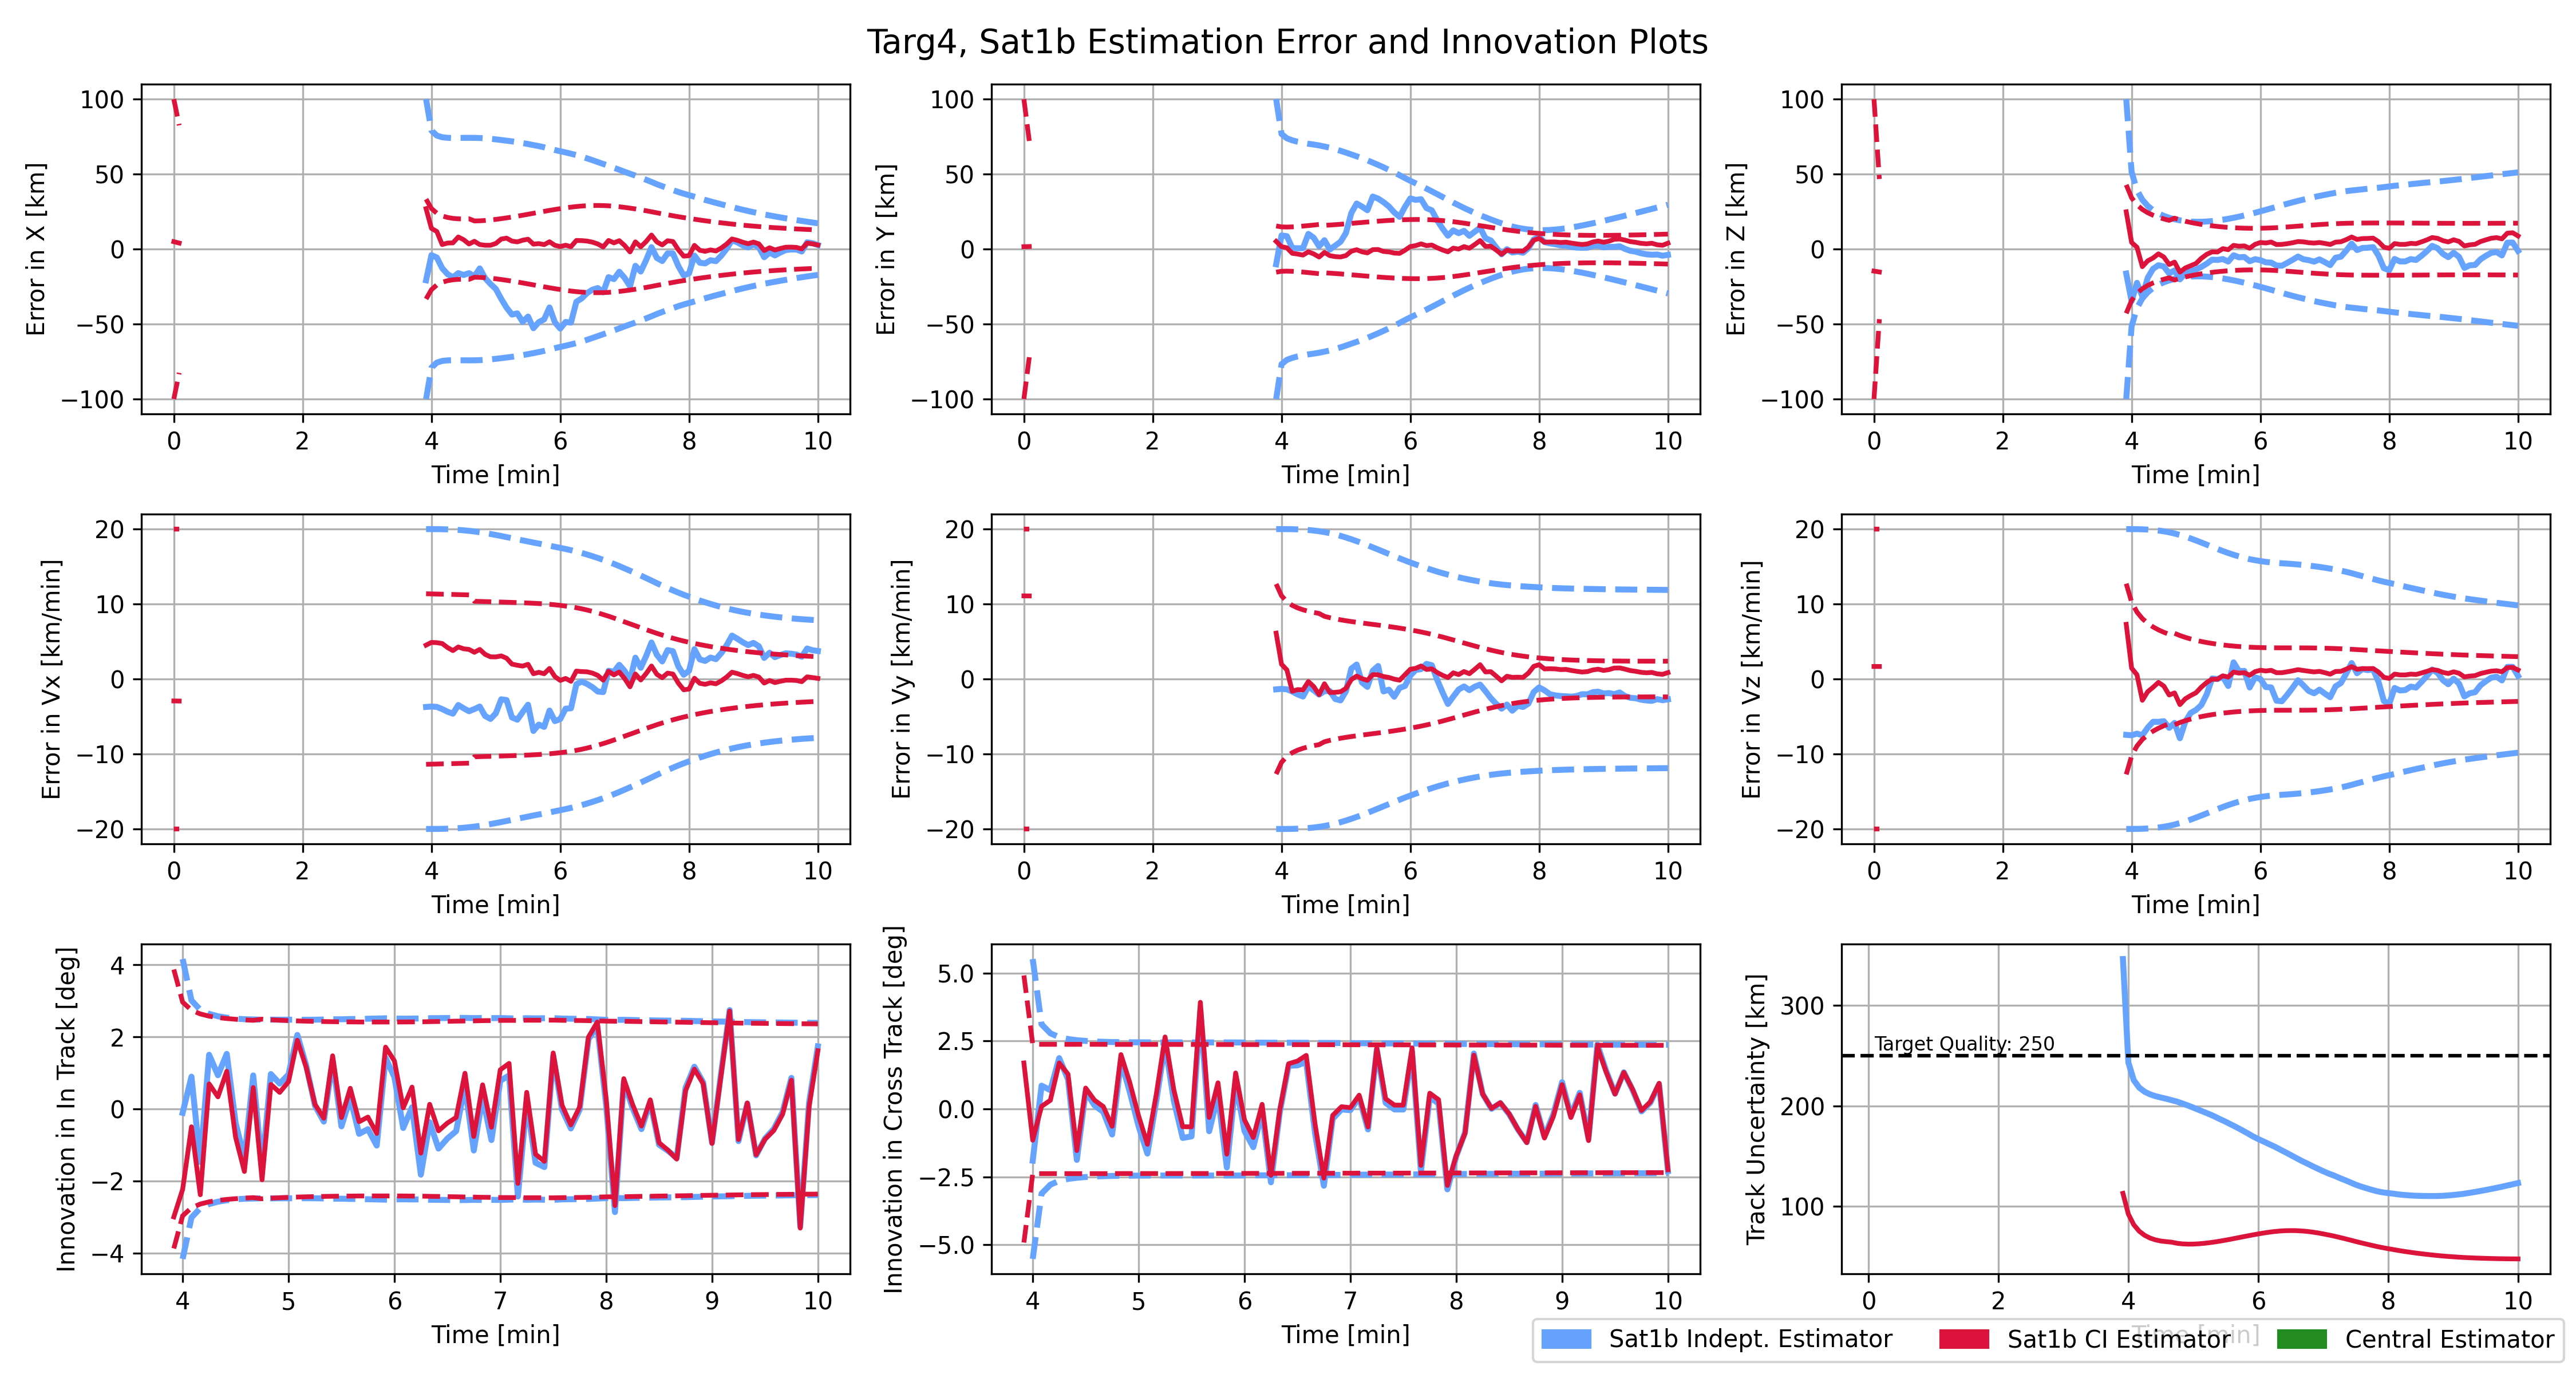 Targ4, Sat1b Estimation Error and Innovation Plots
Error in X [km]
100
50
0
−50
−100
0 2 4 6 8 10
Time [min]
Error in Y [km]
100
50
0
−50
−100
0 2 4 6 8 10
Time [min]
Error in Z [km]
100
50
0
−50
−100
0 2 4 6 8 10
Time [min]
Error in Vx [km/min]
20
10
0
−10
−20
0 2 4 6 8 10
Time [min]
Error in Vy [km/min]
20
10
0
−10
−20
0 2 4 6 8 10
Time [min]
Error in Vz [km/min]
20
10
0
−10
−20
0 2 4 6 8 10
Time [min]
Innovation in In Track [deg]
4
2
0
−2
−4
4 5 6 7 8 9 10
Time [min]
Innovation in Cross Track [deg]
5.0
2.5
0.0
−2.5
−5.0
4 5 6 7 8 9 10
Time [min]
Track Uncertainty [km]
300
200
100
Target Quality: 250
0 2 4 6 8 10
Time [min]
Sat1b Indept. Estimator
Sat1b CI Estimator
Central Estimator